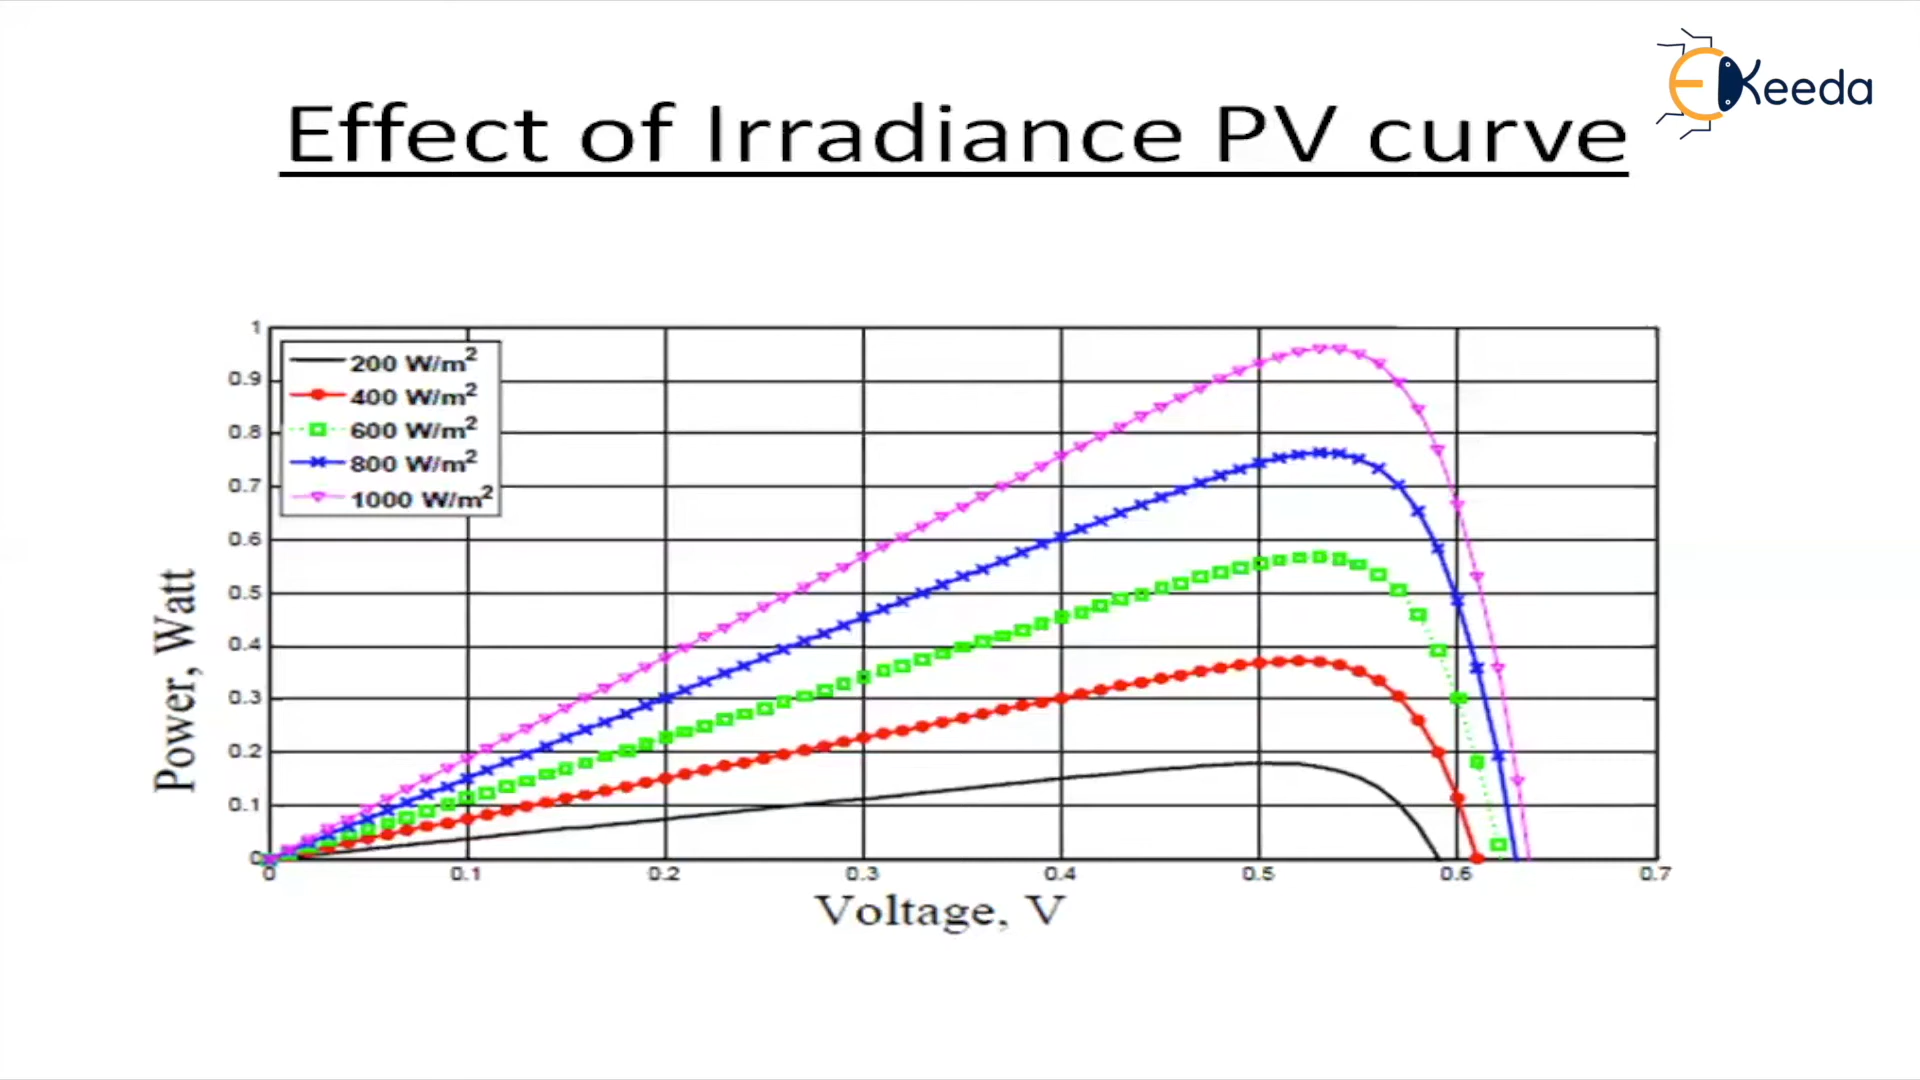 EKeeda
Effect of Irradiance PV curve
1
0.9
0.8
0.7
0.6
0.5
0.4
0.3
0.2
0.1
0
200 W/m²
400 W/m²
600 W/m²
800 W/m²
1000 W/m²
Power, Watt
0 0.1 0.2 0.3 0.4 0.5 0.6 0.7
Voltage, V